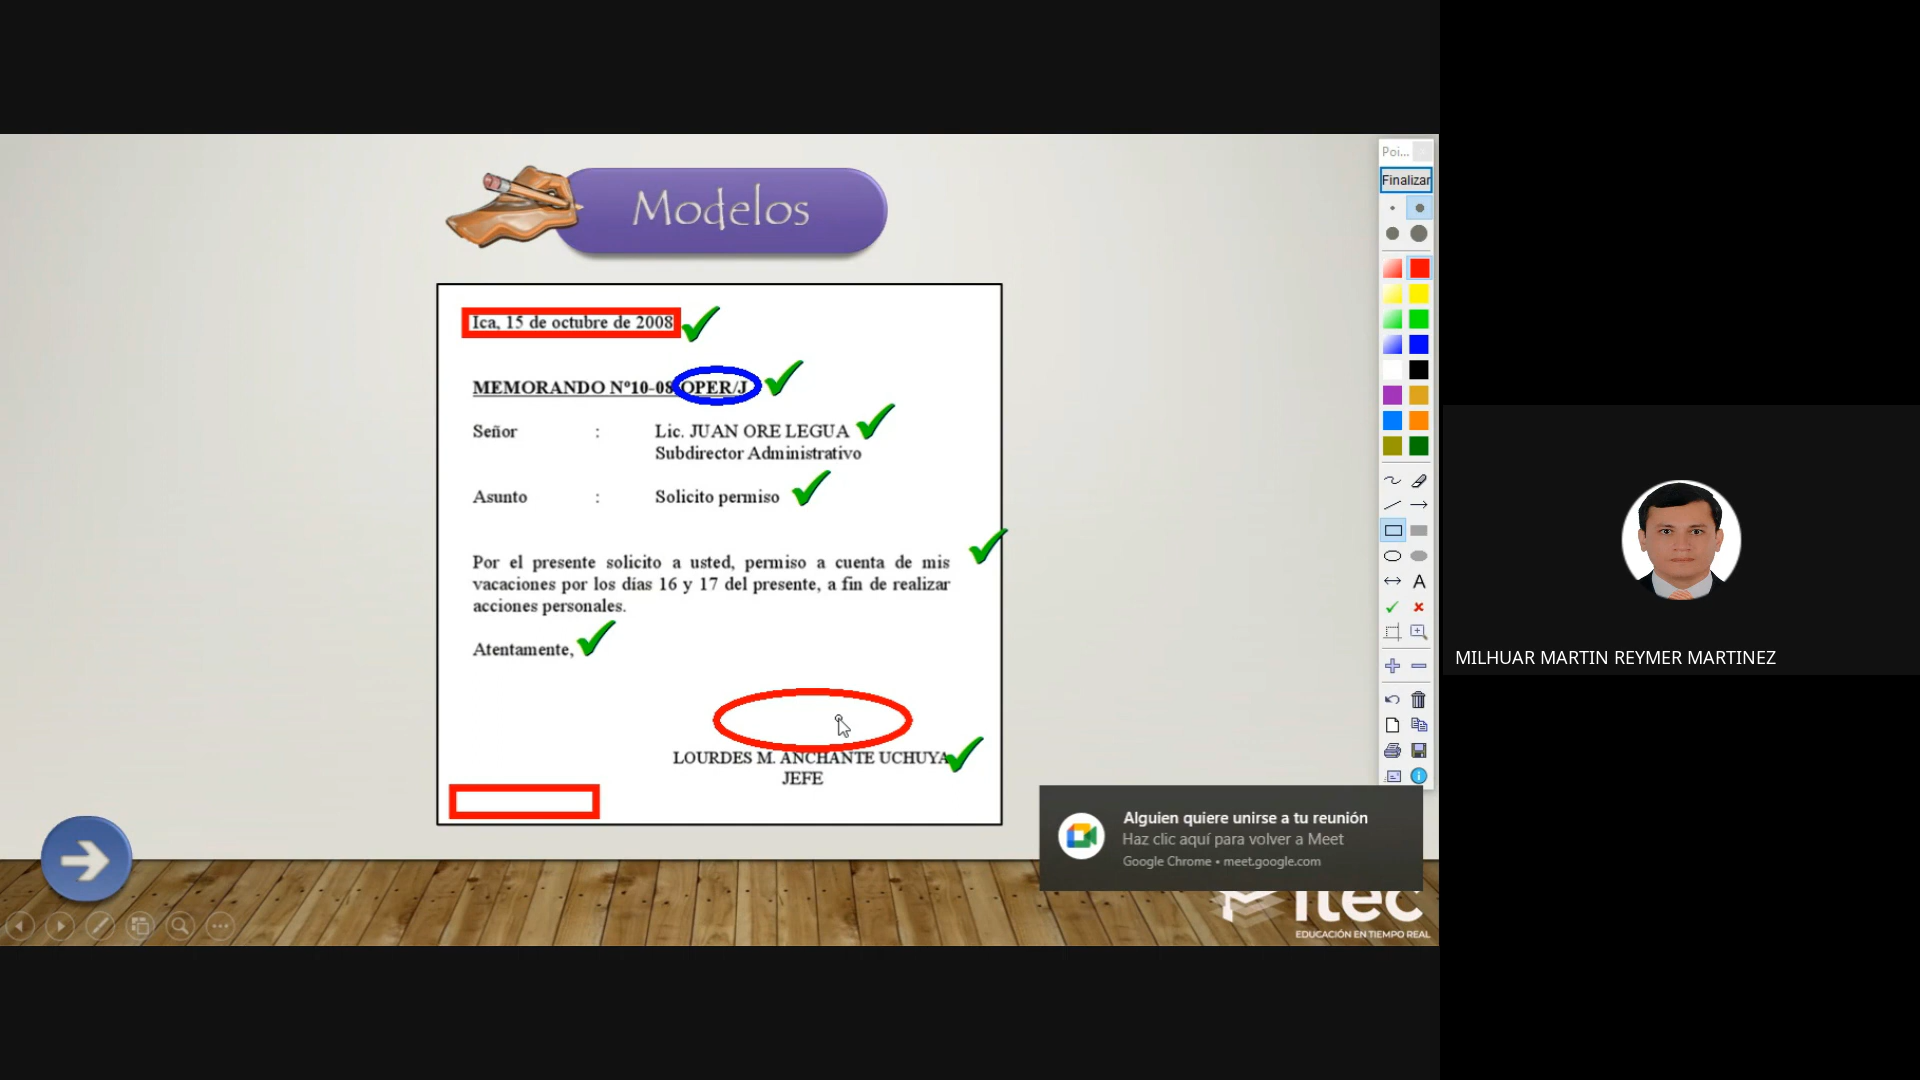 Modelos
Ica, 15 de octubre de 2008
MEMORANDO Nº10-08 OPER/J
Señor : Lic. JUAN ORE LEGUA
Subdirector Administrativo
Asunto : Solicito permiso
Por el presente solicito a usted, permiso a cuenta de mis
vacaciones por los días 16 y 17 del presente, a fin de realizar
acciones personales.
Atentamente,
LOURDES M. ANCHANTE UCHUYA
JEFE
Poi...
Finalizar
A
Alguien quiere unirse a tu reunión
Haz clic aquí para volver a Meet
Google Chrome • meet.google.com
itec
EDUCACIÓN EN TIEMPO REAL
MILHUAR MARTIN REYMER MARTINEZ